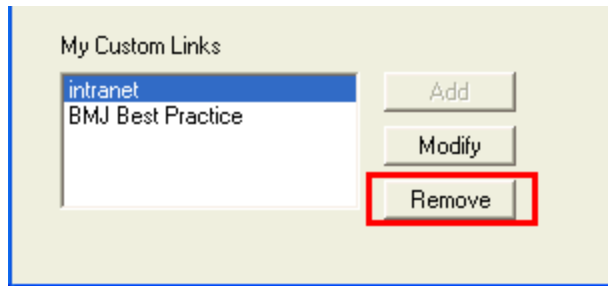 My Custom Links
intranet
BMJ Best Practice
Add
Modify
Remove